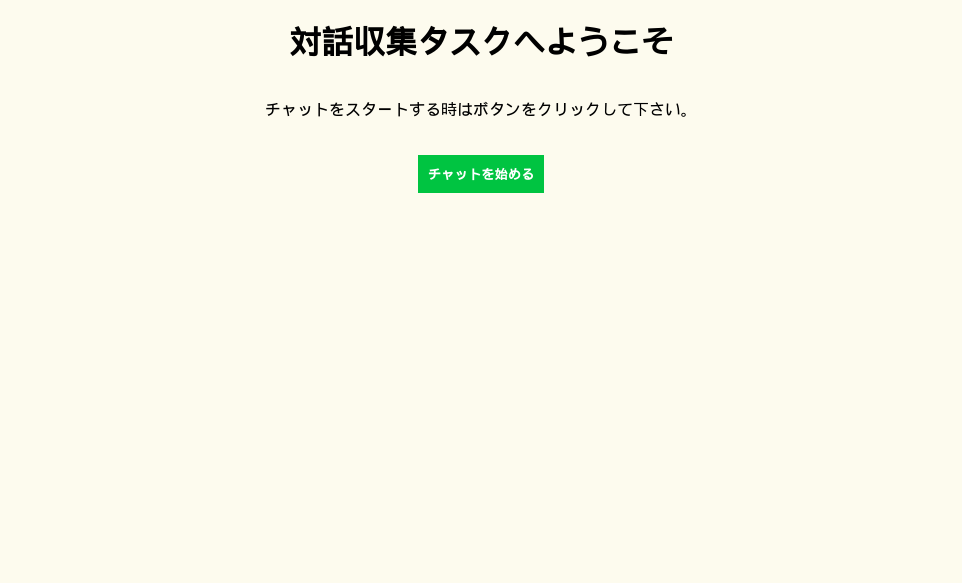 対話収集タスクへようこそ
チャットをスタートする時はボタンをクリックして下さい。
チャットを始める